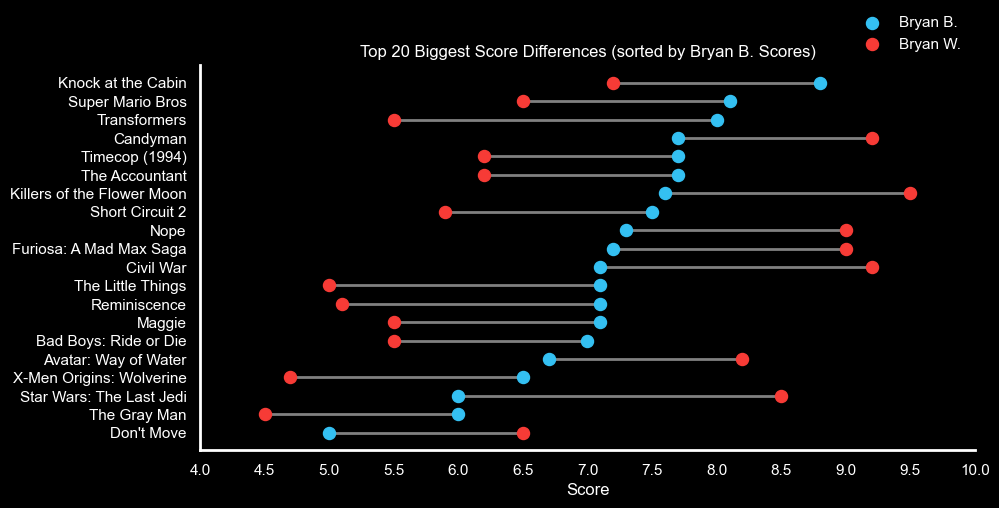 Bryan B.
Bryan W.
Top 20 Biggest Score Differences (sorted by Bryan B. Scores)
Knock at the Cabin
Super Mario Bros
Transformers
Candyman
Timecop (1994)
The Accountant
Killers of the Flower Moon
Short Circuit 2
Nope
Furiosa: A Mad Max Saga
Civil War
The Little Things
Reminiscence
Maggie
Bad Boys: Ride or Die
Avatar: Way of Water
X-Men Origins: Wolverine
Star Wars: The Last Jedi
The Gray Man
Don't Move
4.0 4.5 5.0 5.5 6.0 6.5 7.0 7.5 8.0 8.5 9.0 9.5 10.0
Score